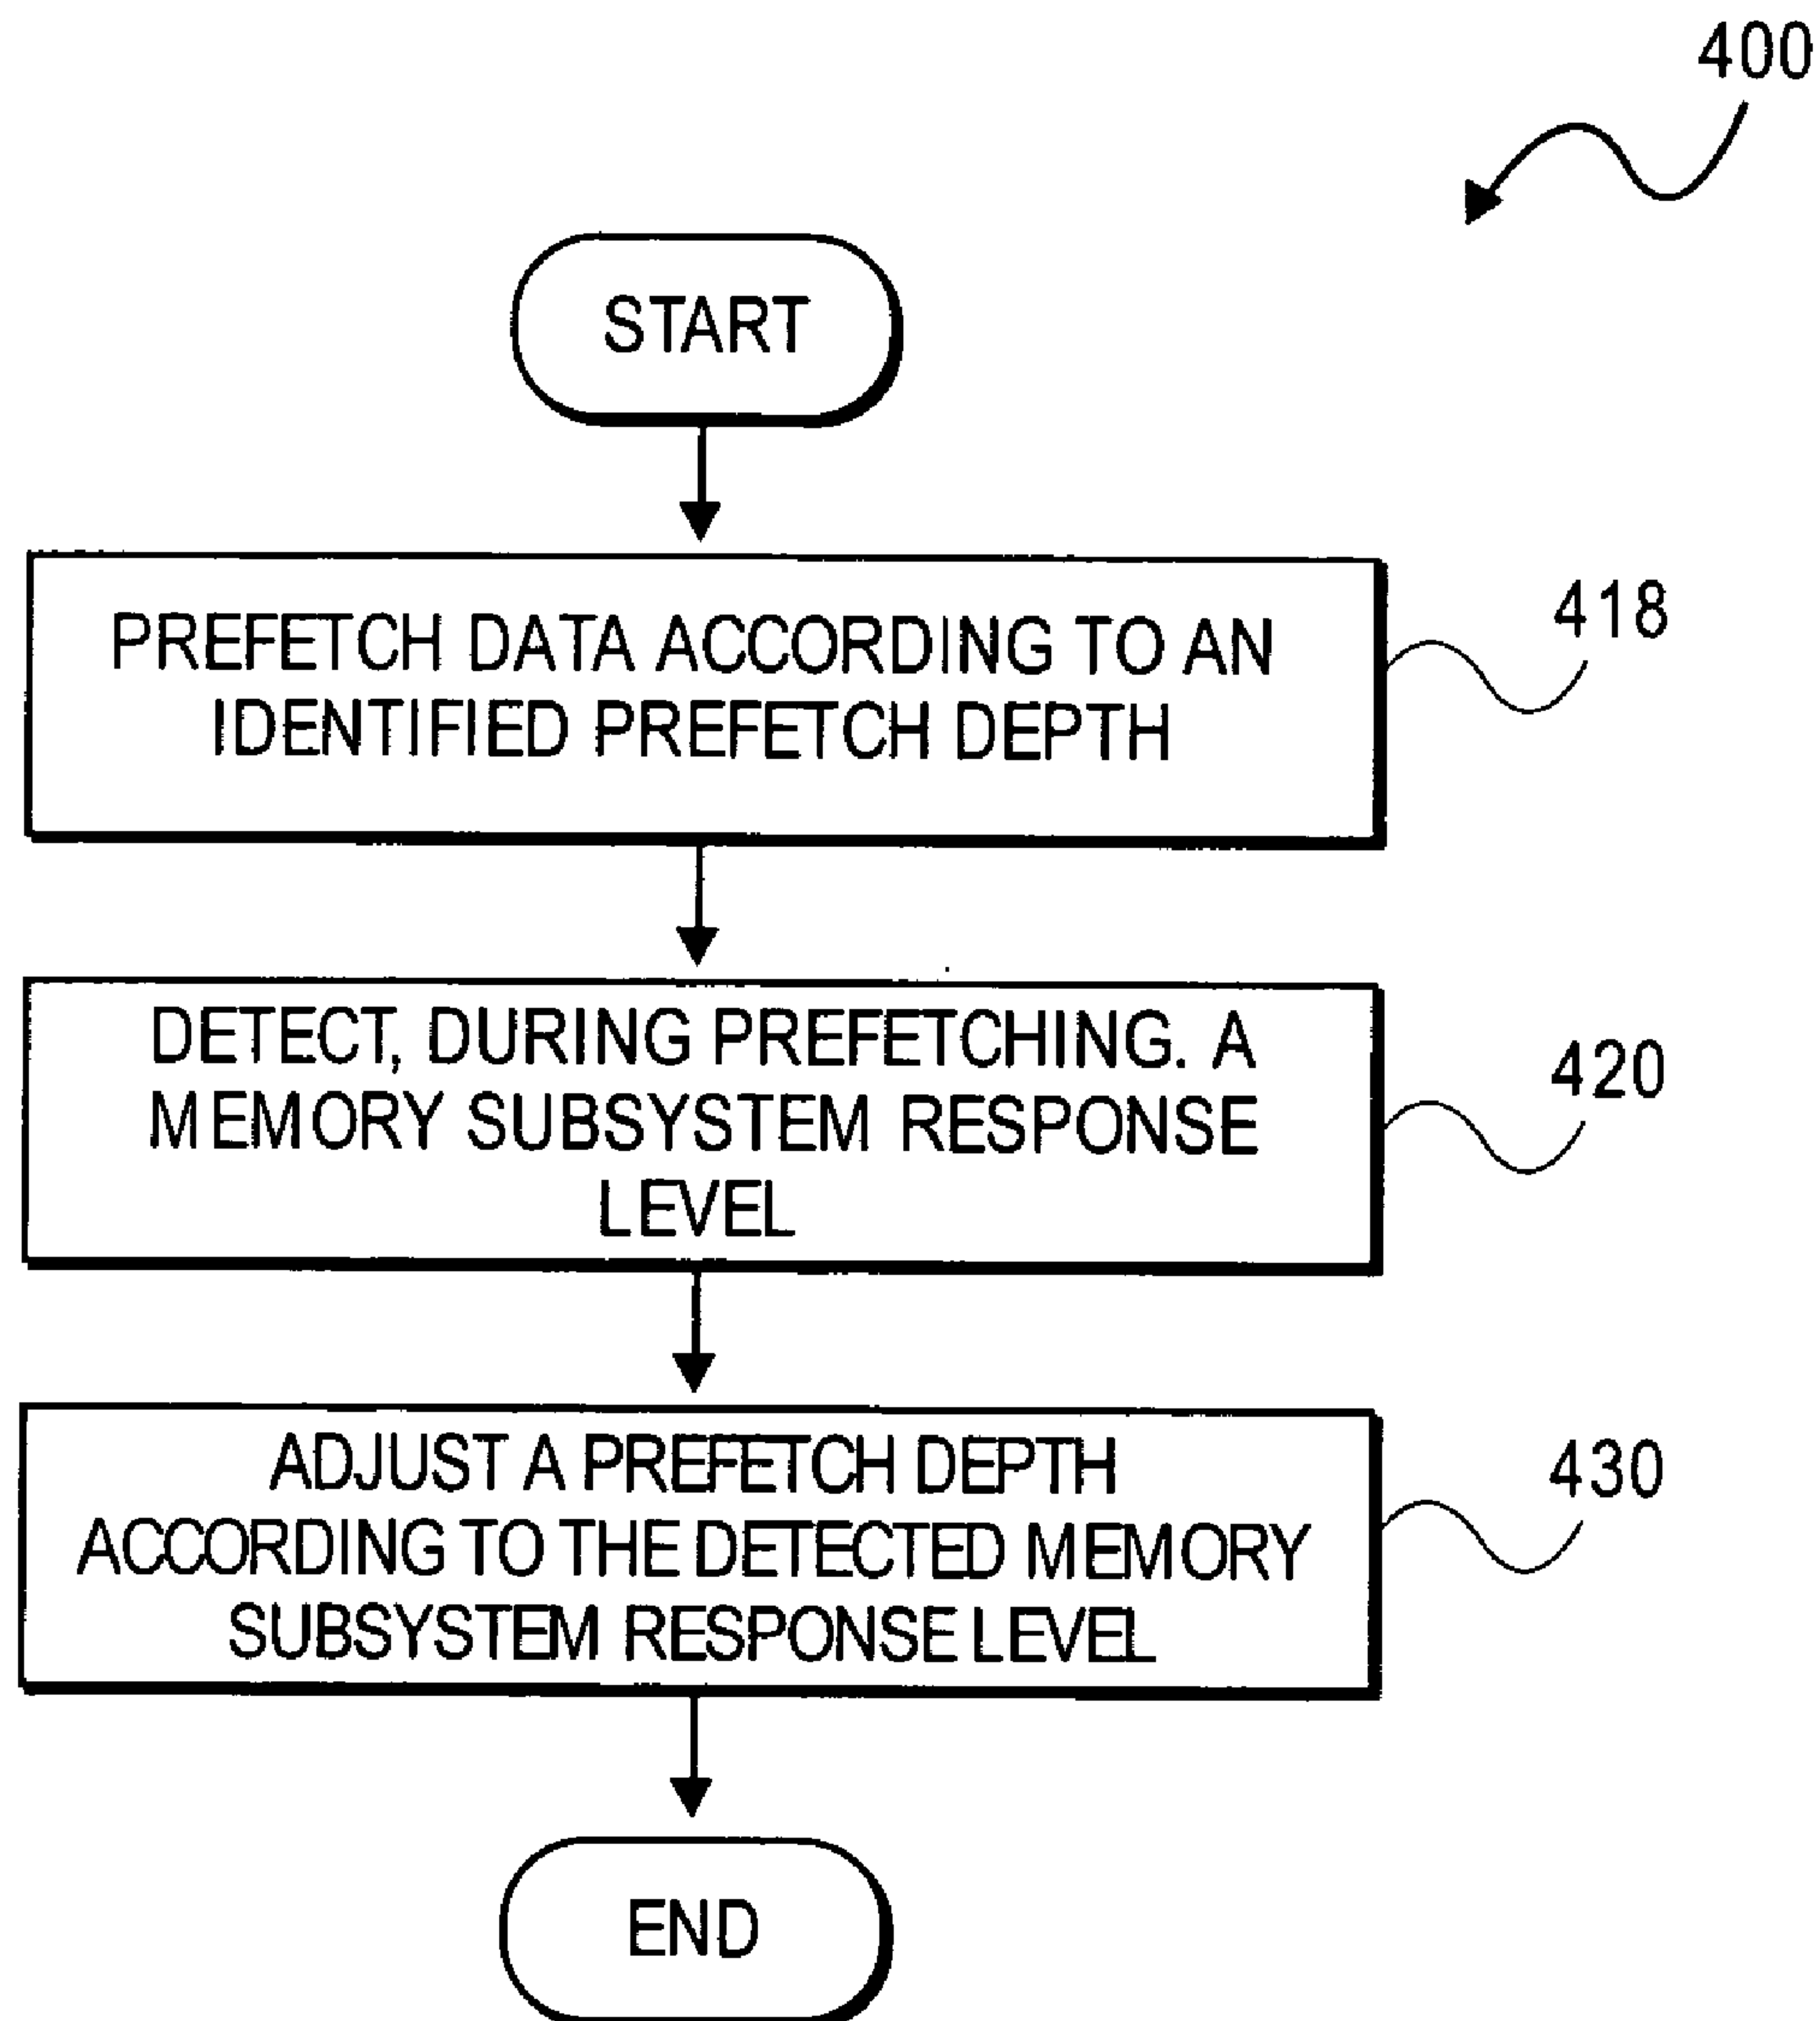 400
START
PREFETCH DATA ACCORDING TO AN
IDENTIFIED PREFETCH DEPTH
418
DETECT, DURING PREFETCHING. A
MEMORY SUBSYSTEM RESPONSE
LEVEL
420
ADJUST A PREFETCH DEPTH
ACCORDING TO THE DETECTED MEMORY
SUBSYSTEM RESPONSE LEVEL
430
END